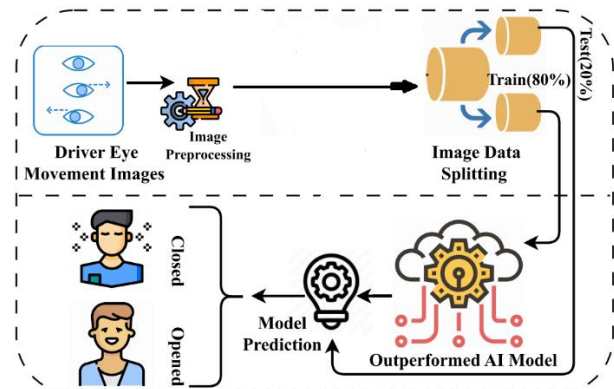 Driver Eye
Movement Images
Image
Preprocessing
Train(80%)
Test(20%)
Image Data
Splitting
Closed
Opened
Model
Prediction
Outperformed AI Model